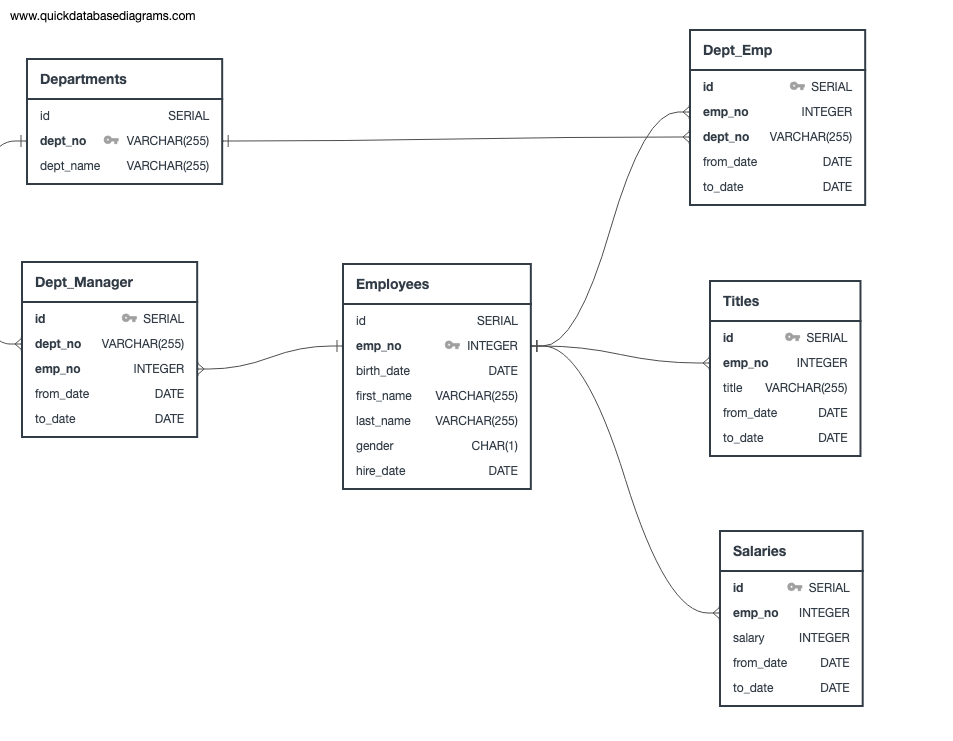 www.quickdatabasediagrams.com
Departments
id SERIAL
dept_no VARCHAR(255)
dept_name VARCHAR(255)
Dept_Emp
id SERIAL
emp_no INTEGER
dept_no VARCHAR(255)
from_date DATE
to_date DATE
Dept_Manager
id SERIAL
dept_no VARCHAR(255)
emp_no INTEGER
from_date DATE
to_date DATE
Employees
id SERIAL
emp_no INTEGER
birth_date DATE
first_name VARCHAR(255)
last_name VARCHAR(255)
gender CHAR(1)
hire_date DATE
Titles
id SERIAL
emp_no INTEGER
title VARCHAR(255)
from_date DATE
to_date DATE
Salaries
id SERIAL
emp_no INTEGER
salary INTEGER
from_date DATE
to_date DATE